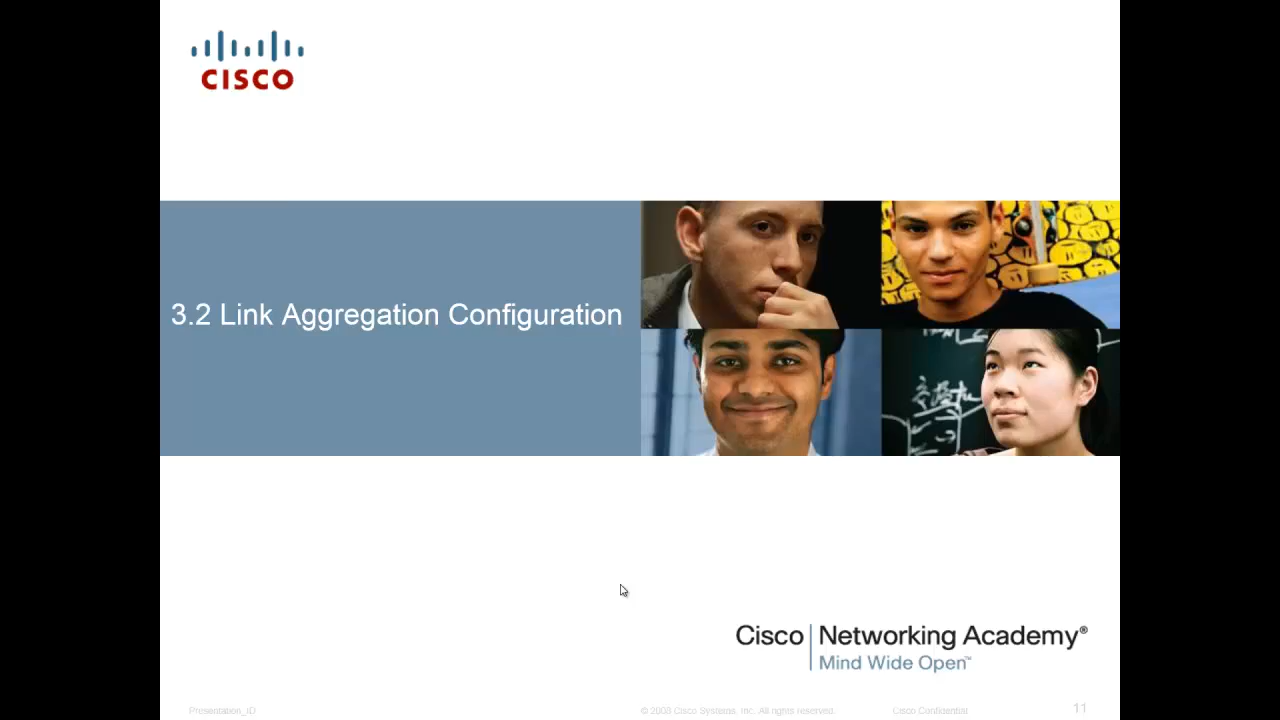 CISCO
3.2 Link Aggregation Configuration
Cisco Networking Academy®
Mind Wide Open™
Presentation_ID © 2008 Cisco Systems, Inc. All rights reserved. Cisco Confidential 11